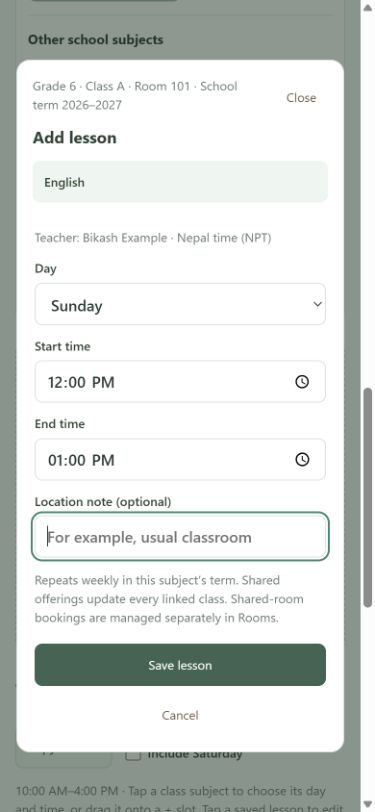 Other school subjects
Grade 6 · Class A · Room 101 · School
term 2026–2027
Close
Add lesson
English
Teacher: Bikash Example · Nepal time (NPT)
Day
Sunday
Start time
12:00 PM
End time
01:00 PM
Location note (optional)
For example, usual classroom
Repeats weekly in this subject's term. Shared
offerings update every linked class. Shared-room
bookings are managed separately in Rooms.
Save lesson
Cancel
Include Saturday
10:00 AM–4:00 PM · Tap a class subject to choose its day
and time, or drag it onto a + slot. Tap a saved lesson to edit